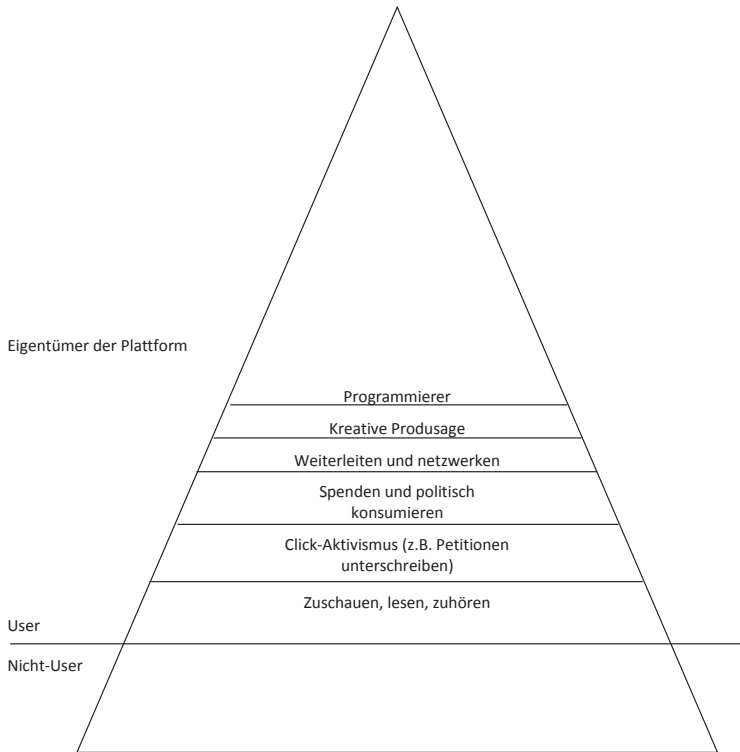 Eigentümer der Plattform
Programmierer
Kreative Produsage
Weiterleiten und netzwerken
Spenden und politisch
konsumieren
Click-Aktivismus (z.B. Petitionen
unterschreiben)
Zuschauen, lesen, zuhören
User
Nicht-User